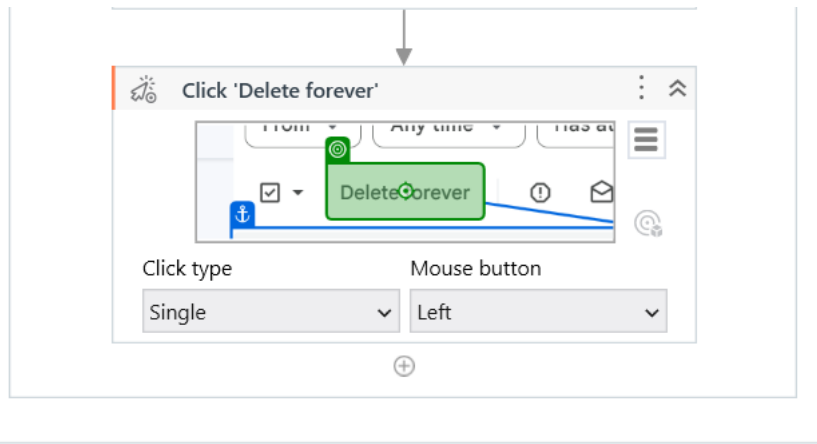 Click 'Delete forever'
From Any time Has at
Delete forever
Click type Mouse button
Single Left